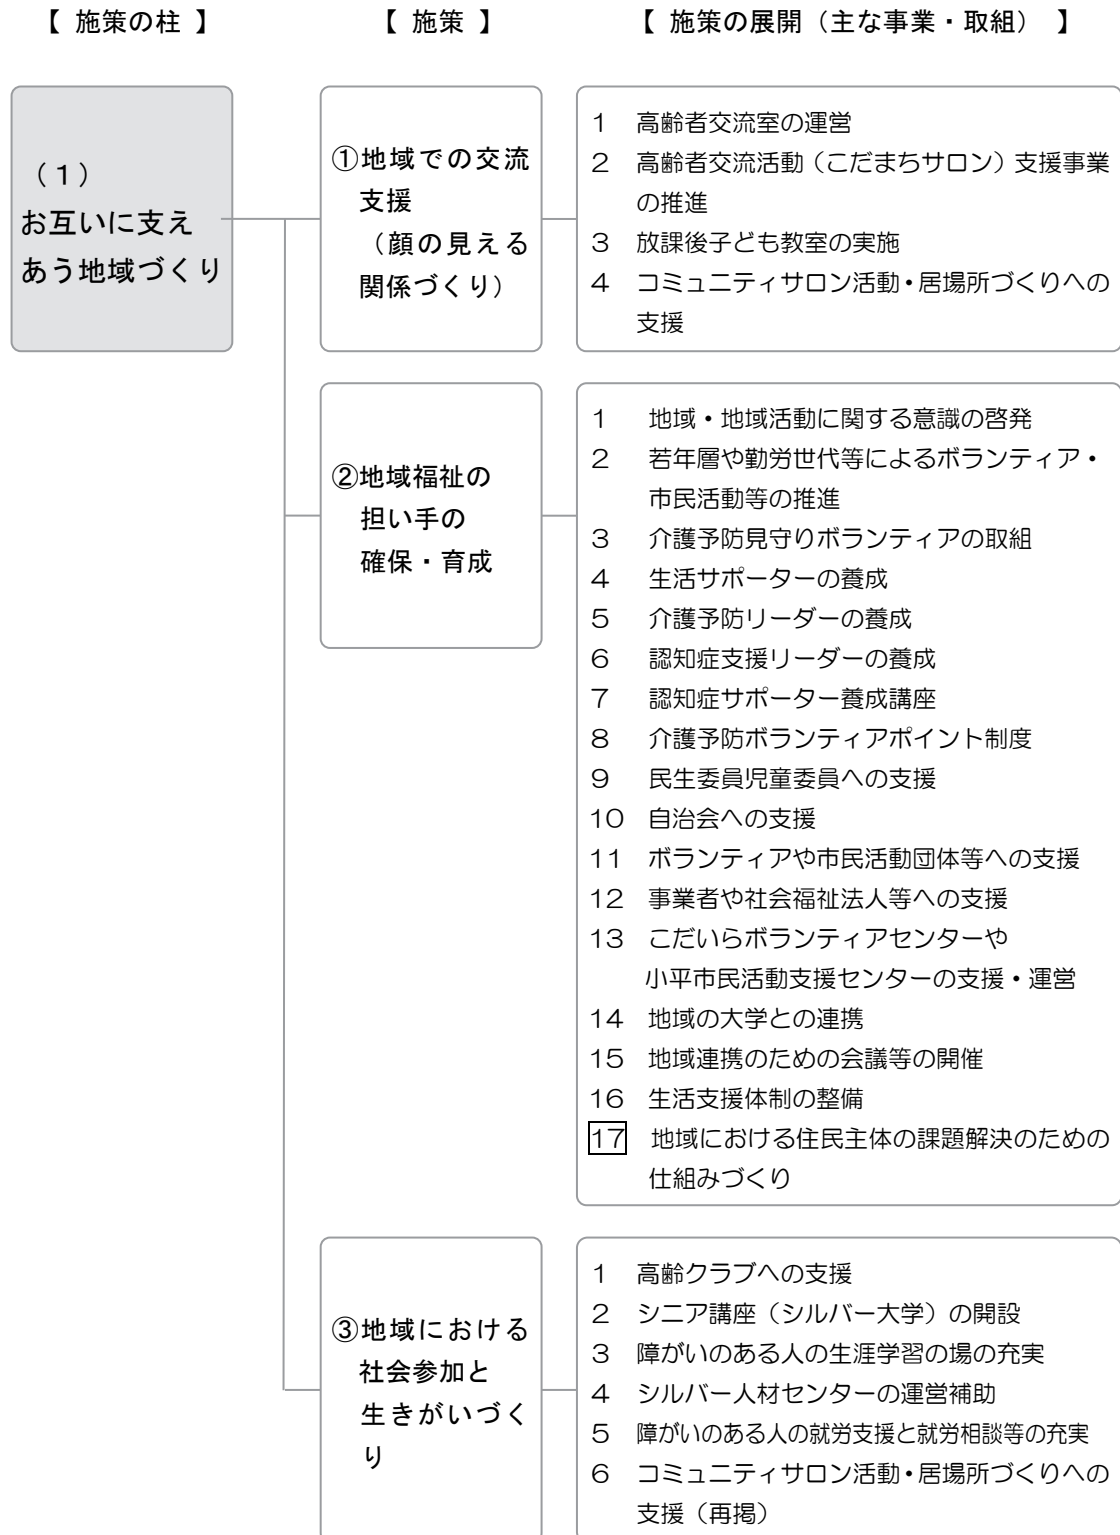 【 施策の柱 】 【 施策 】 【 施策の展開（主な事業・取組） 】
（１）
お互いに支え
あう地域づくり
①地域での交流
支援
（顔の見える
関係づくり）
1 高齢者交流室の運営
2 高齢者交流活動（こだまちサロン）支援事業
の推進
3 放課後子ども教室の実施
4 コミュニティサロン活動・居場所づくりへの
支援
②地域福祉の
担い手の
確保・育成
1 地域・地域活動に関する意識の啓発
2 若年層や勤労世代等によるボランティア・
市民活動等の推進
3 介護予防見守りボランティアの取組
4 生活サポーターの養成
5 介護予防リーダーの養成
6 認知症支援リーダーの養成
7 認知症サポーター養成講座
8 介護予防ボランティアポイント制度
9 民生委員児童委員への支援
10 自治会への支援
11 ボランティアや市民活動団体等への支援
12 事業者や社会福祉法人等への支援
13 こだいらボランティアセンターや
小平市民活動支援センターの支援・運営
14 地域の大学との連携
15 地域連携のための会議等の開催
16 生活支援体制の整備
17 地域における住民主体の課題解決のための
仕組みづくり
③地域における
社会参加と
生きがいづく
り
1 高齢クラブへの支援
2 シニア講座（シルバー大学）の開設
3 障がいのある人の生涯学習の場の充実
4 シルバー人材センターの運営補助
5 障がいのある人の就労支援と就労相談等の充実
6 コミュニティサロン活動・居場所づくりへの
支援（再掲）